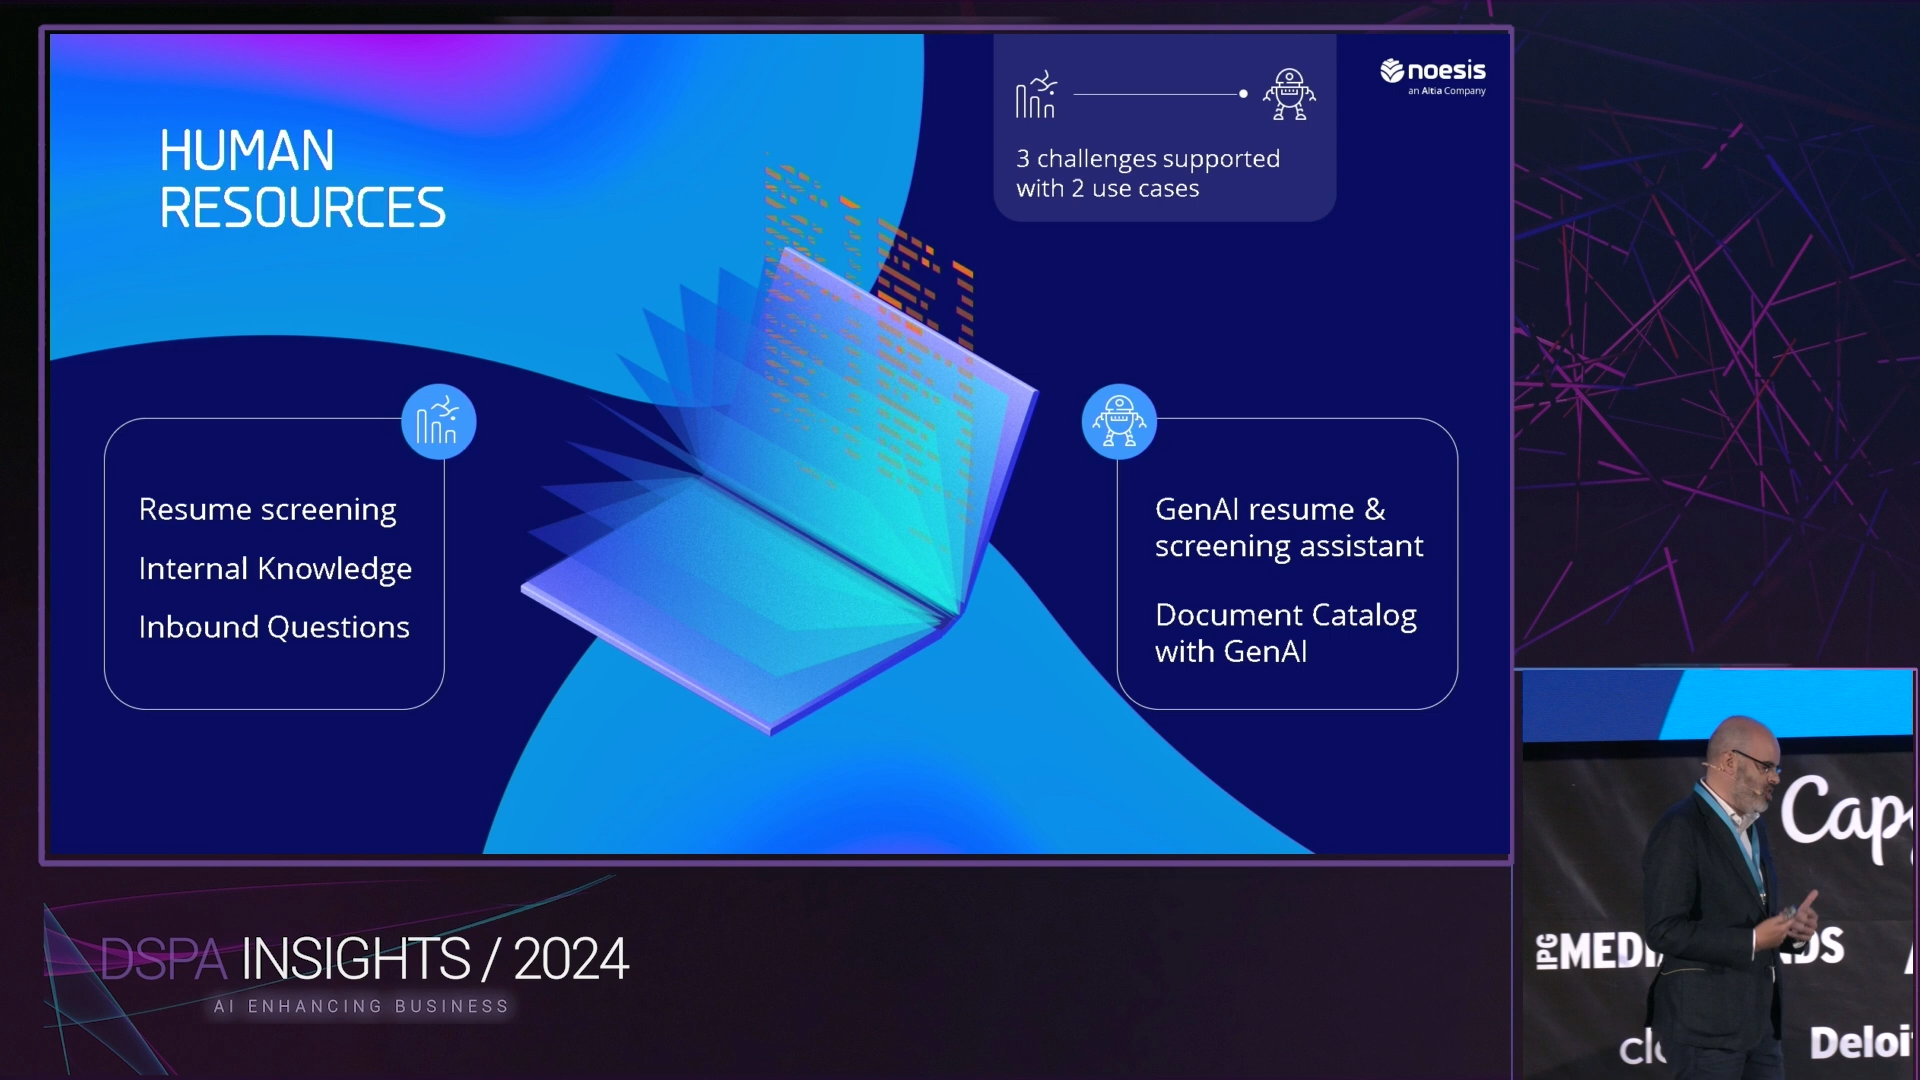 HUMAN
RESOURCES
3 challenges supported
with 2 use cases
noesis
an Altia Company
Resume screening
Internal Knowledge
Inbound Questions
GenAI resume &
screening assistant
Document Catalog
with GenAI
DSPA INSIGHTS / 2024
AI ENHANCING BUSINESS
IPG